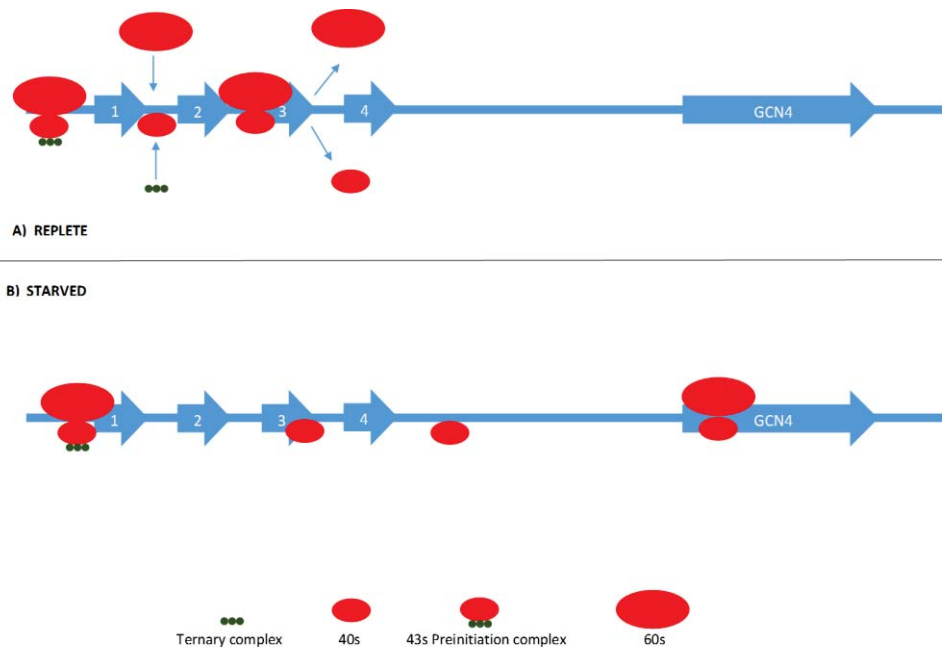 1 2 3 4 GCN4
A) REPLETE
B) STARVED
1 2 3 4 GCN4
Ternary complex 40s 43s Preinitiation complex 60s